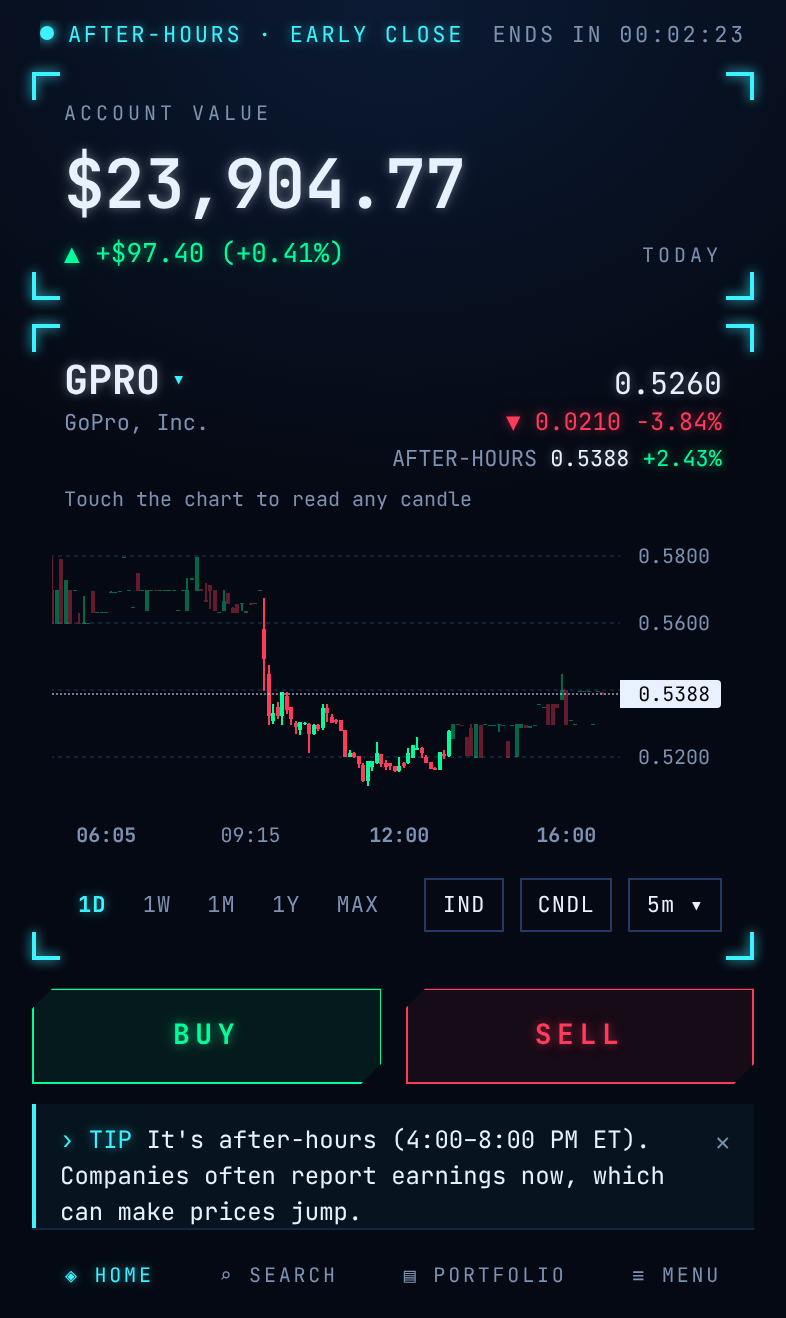 AFTER-HOURS · EARLY CLOSE ENDS IN 00:02:23
ACCOUNT VALUE
$23,904.77
▲ +$97.40 (+0.41%) TODAY
GPRO ▾ 0.5260
GoPro, Inc. ▼ 0.0210 -3.84%
AFTER-HOURS 0.5388 +2.43%
Touch the chart to read any candle
0.5800
0.5600
0.5388
0.5200
06:05 09:15 12:00 16:00
1D 1W 1M 1Y MAX IND CNDL 5m ▾
BUY SELL
› TIP It's after-hours (4:00–8:00 PM ET). ×
Companies often report earnings now, which
can make prices jump.
◈ HOME ⌕ SEARCH ▤ PORTFOLIO ≡ MENU